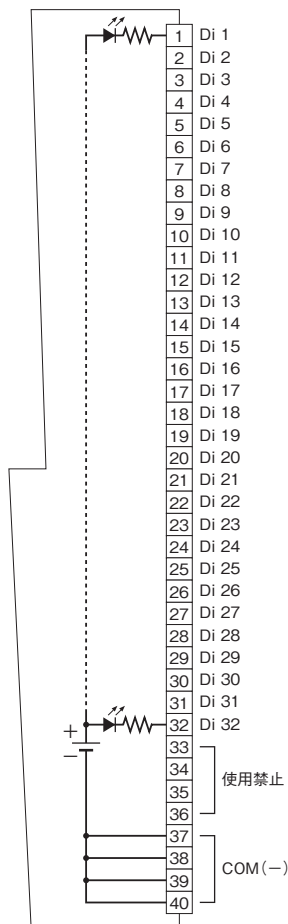 1 Di 1
2 Di 2
3 Di 3
4 Di 4
5 Di 5
6 Di 6
7 Di 7
8 Di 8
9 Di 9
10 Di 10
11 Di 11
12 Di 12
13 Di 13
14 Di 14
15 Di 15
16 Di 16
17 Di 17
18 Di 18
19 Di 19
20 Di 20
21 Di 21
22 Di 22
23 Di 23
24 Di 24
25 Di 25
26 Di 26
27 Di 27
28 Di 28
29 Di 29
30 Di 30
31 Di 31
32 Di 32
+
−
33
34
35
36
使用禁止
37
38
39
40
COM(−)